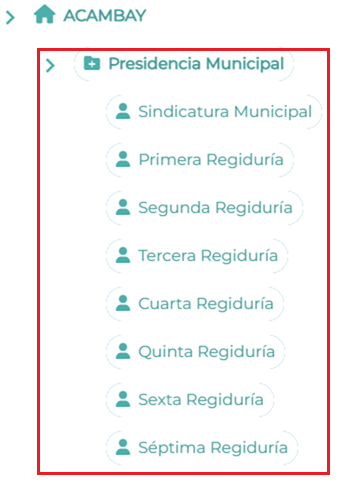 ACAMBAY
Presidencia Municipal
Sindicatura Municipal
Primera Regiduría
Segunda Regiduría
Tercera Regiduría
Cuarta Regiduría
Quinta Regiduría
Sexta Regiduría
Séptima Regiduría